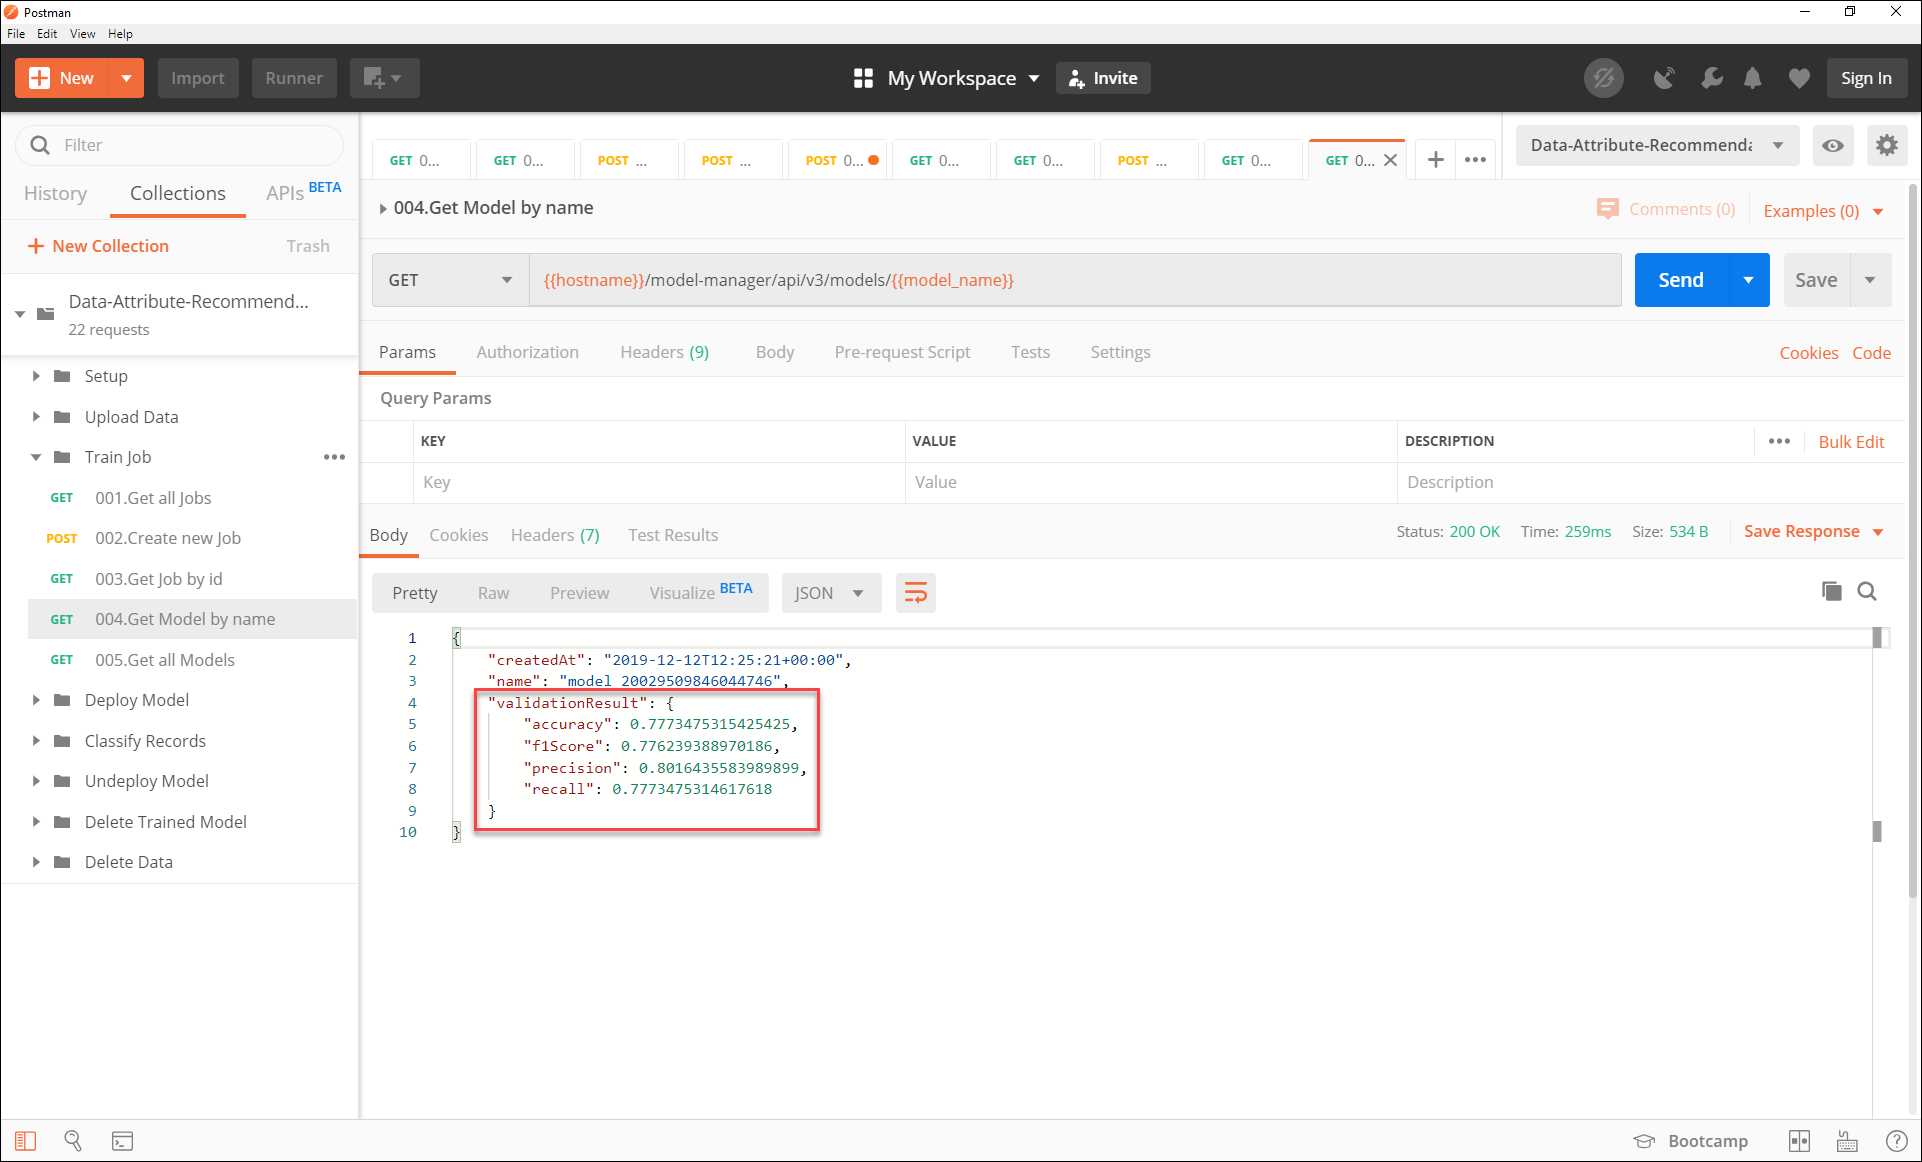 Postman
File Edit View Help
New Import Runner My Workspace Invite Sign In
Filter
History Collections APIs BETA
New Collection Trash
Data-Attribute-Recommend...
22 requests
Setup
Upload Data
Train Job
GET 001.Get all Jobs
POST 002.Create new Job
GET 003.Get Job by id
GET 004.Get Model by name
GET 005.Get all Models
Deploy Model
Classify Records
Undeploy Model
Delete Trained Model
Delete Data
GET 0... GET 0... POST ... POST ... POST 0... GET 0... GET 0... POST ... GET 0... GET 0... Data-Attribute-Recommenda
004.Get Model by name Comments (0) Examples (0)
GET {{hostname}}/model-manager/api/v3/models/{{model_name}} Send Save
Params Authorization Headers (9) Body Pre-request Script Tests Settings Cookies Code
Query Params
KEY VALUE DESCRIPTION Bulk Edit
Key Value Description
Body Cookies Headers (7) Test Results Status: 200 OK Time: 259ms Size: 534 B Save Response
Pretty Raw Preview Visualize BETA JSON
1 {
2 "createdAt": "2019-12-12T12:25:21+00:00",
3 "name": "model_20029509846044746",
4 "validationResult": {
5 "accuracy": 0.7773475315425425,
6 "f1Score": 0.776239388970186,
7 "precision": 0.8016435583989899,
8 "recall": 0.7773475314617618
9 }
10 }
Bootcamp